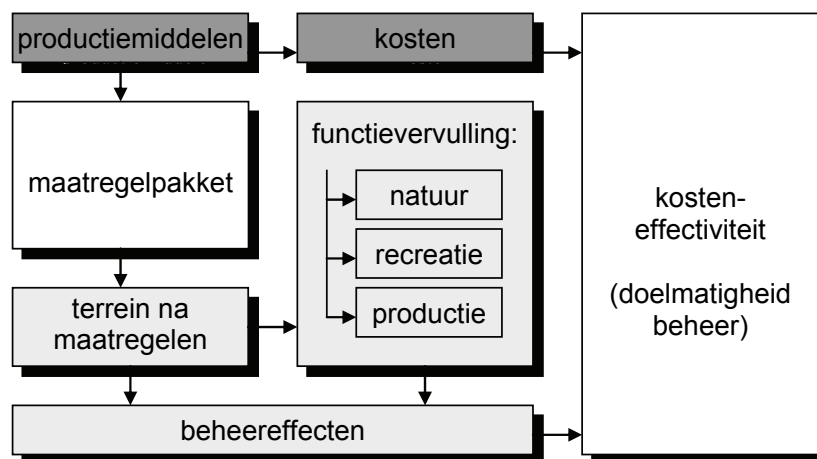 productiemiddelen
kosten
maatregelpakket
functievervulling:
natuur
recreatie
productie
terrein na
maatregelen
beheereffecten
kosten-
effectiviteit
(doelmatigheid
beheer)